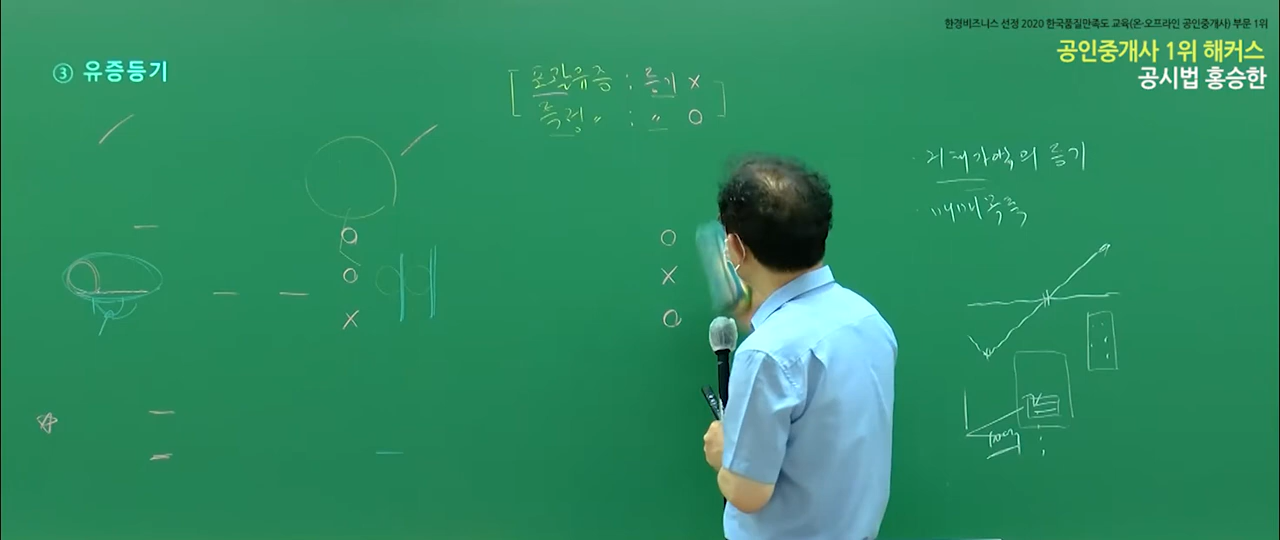 한경비즈니스 선정 2020 한국품질만족도 교육(온·오프라인 공인중개사) 부문 1위
공인중개사 1위 해커스
공시법 홍승한
③ 유증등기
포괄유증 : 등기 X
특정 〃 : 〃 O
· 거래가액의 등기
· 매매목록
O O
O X
X O